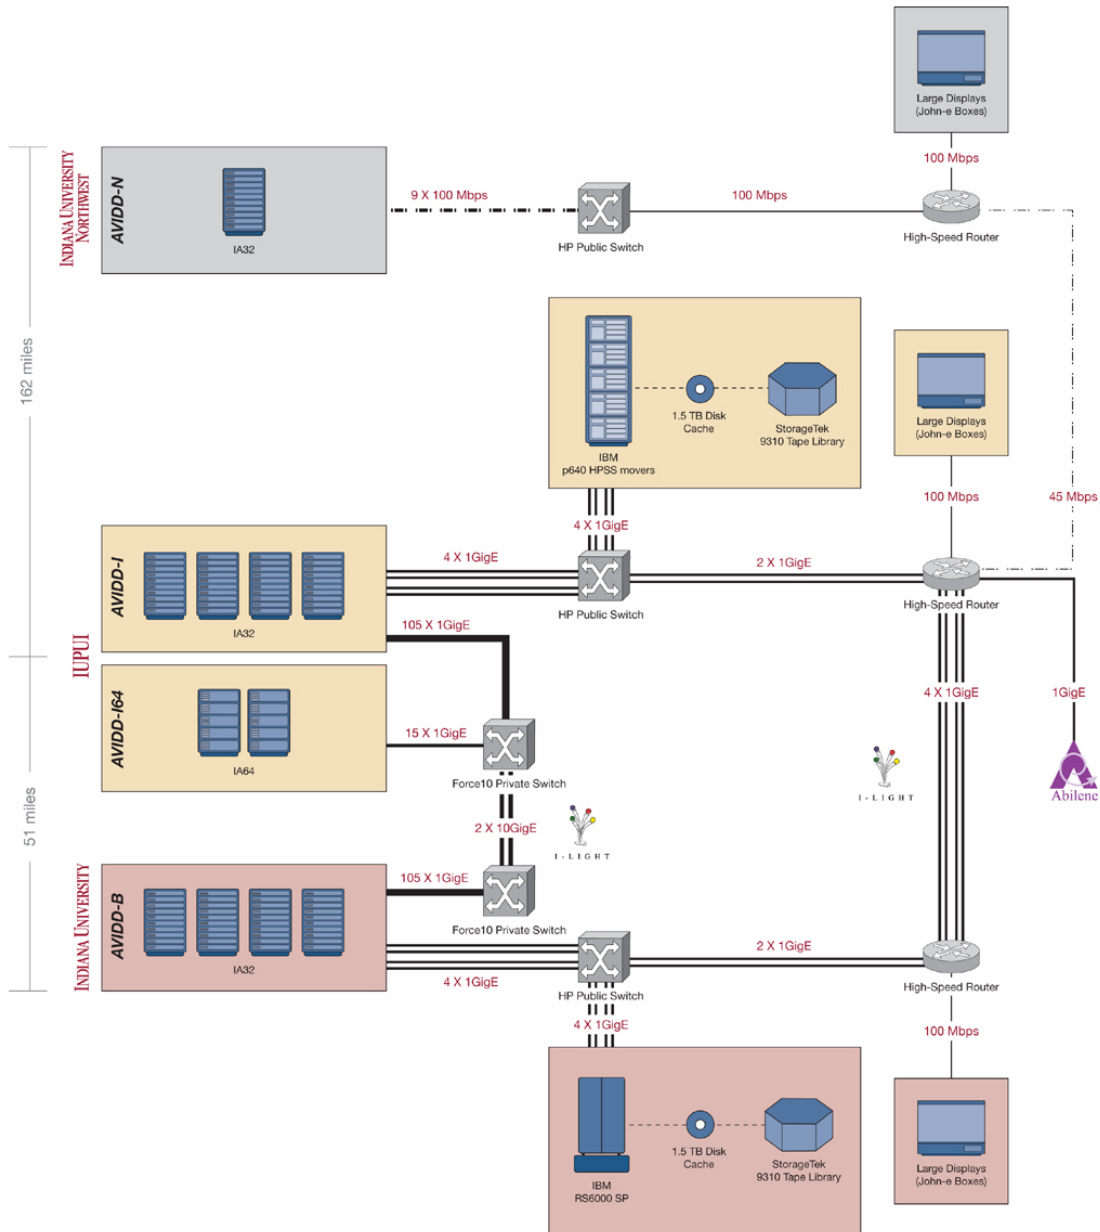 Large Displays
(John-e Boxes)
100 Mbps
INDIANA UNIVERSITY
NORTHWEST
AVIDD-N
IA32
9 X 100 Mbps
HP Public Switch
100 Mbps
High-Speed Router
162 miles
IBM
p640 HPSS movers
1.5 TB Disk
Cache
StorageTek
9310 Tape Library
Large Displays
(John-e Boxes)
100 Mbps
45 Mbps
4 X 1GigE
IUPUI
AVIDD-I
IA32
4 X 1GigE
HP Public Switch
2 X 1GigE
High-Speed Router
105 X 1GigE
AVIDD-I64
IA64
15 X 1GigE
Force10 Private Switch
4 X 1GigE
1GigE
I-LIGHT
Abilene
51 miles
2 X 10GigE
I-LIGHT
INDIANA UNIVERSITY
AVIDD-B
IA32
105 X 1GigE
Force10 Private Switch
4 X 1GigE
HP Public Switch
2 X 1GigE
High-Speed Router
4 X 1GigE
100 Mbps
IBM
RS6000 SP
1.5 TB Disk
Cache
StorageTek
9310 Tape Library
Large Displays
(John-e Boxes)